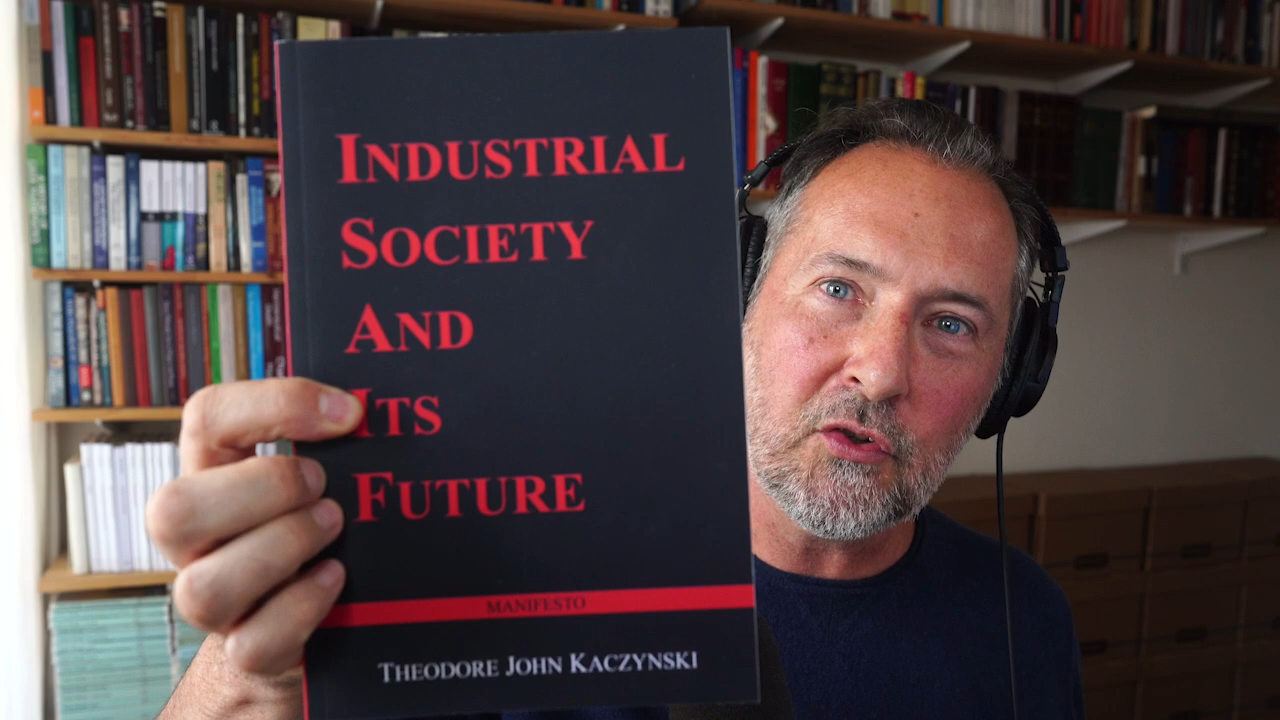 INDUSTRIAL
SOCIETY
AND
ITS
FUTURE
MANIFESTO
THEODORE JOHN KACZYNSKI